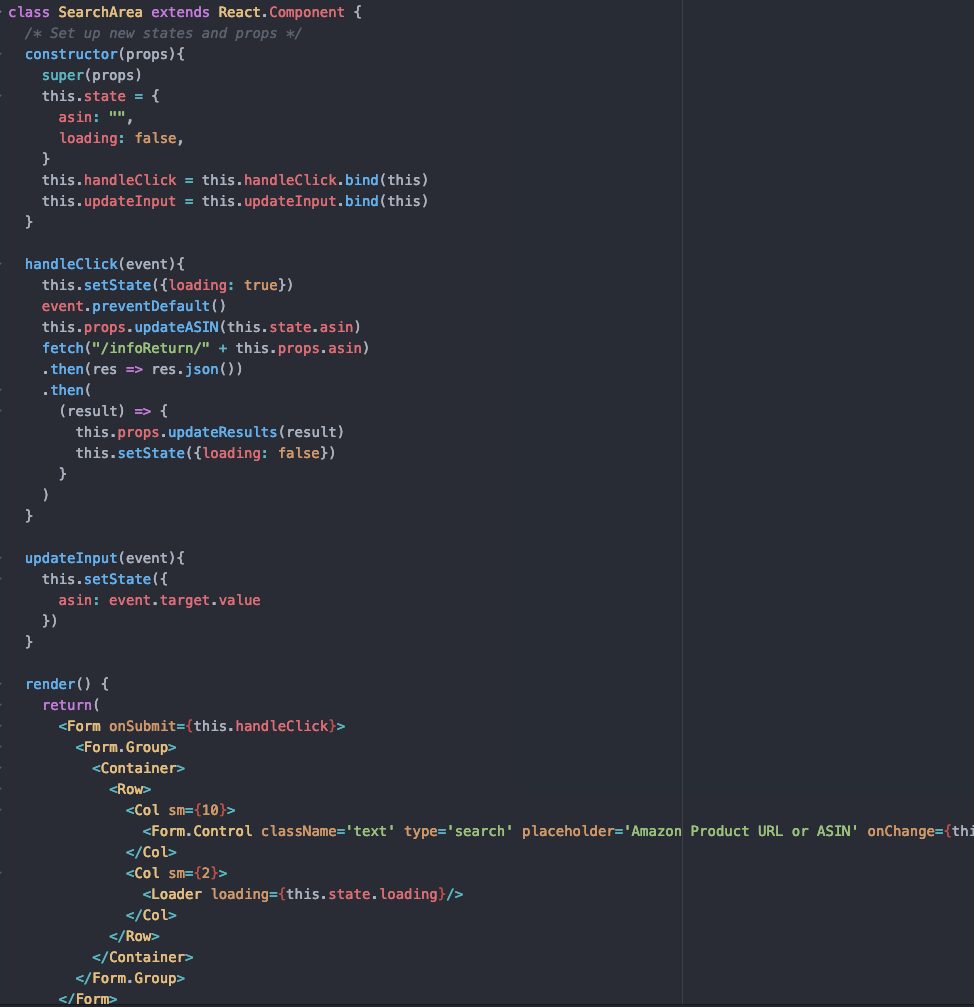 class SearchArea extends React.Component {
  /* Set up new states and props */
  constructor(props){
    super(props)
    this.state = {
      asin: "",
      loading: false,
    }
    this.handleClick = this.handleClick.bind(this)
    this.updateInput = this.updateInput.bind(this)
  }

  handleClick(event){
    this.setState({loading: true})
    event.preventDefault()
    this.props.updateASIN(this.state.asin)
    fetch("/infoReturn/" + this.props.asin)
    .then(res => res.json())
    .then(
      (result) => {
        this.props.updateResults(result)
        this.setState({loading: false})
      }
    )
  }

  updateInput(event){
    this.setState({
      asin: event.target.value
    })
  }

  render() {
    return(
      <Form onSubmit={this.handleClick}>
        <Form.Group>
          <Container>
            <Row>
              <Col sm={10}>
                <Form.Control className='text' type='search' placeholder='Amazon Product URL or ASIN' onChange={thi
              </Col>
              <Col sm={2}>
                <Loader loading={this.state.loading}/>
              </Col>
            </Row>
          </Container>
        </Form.Group>
      </Form>